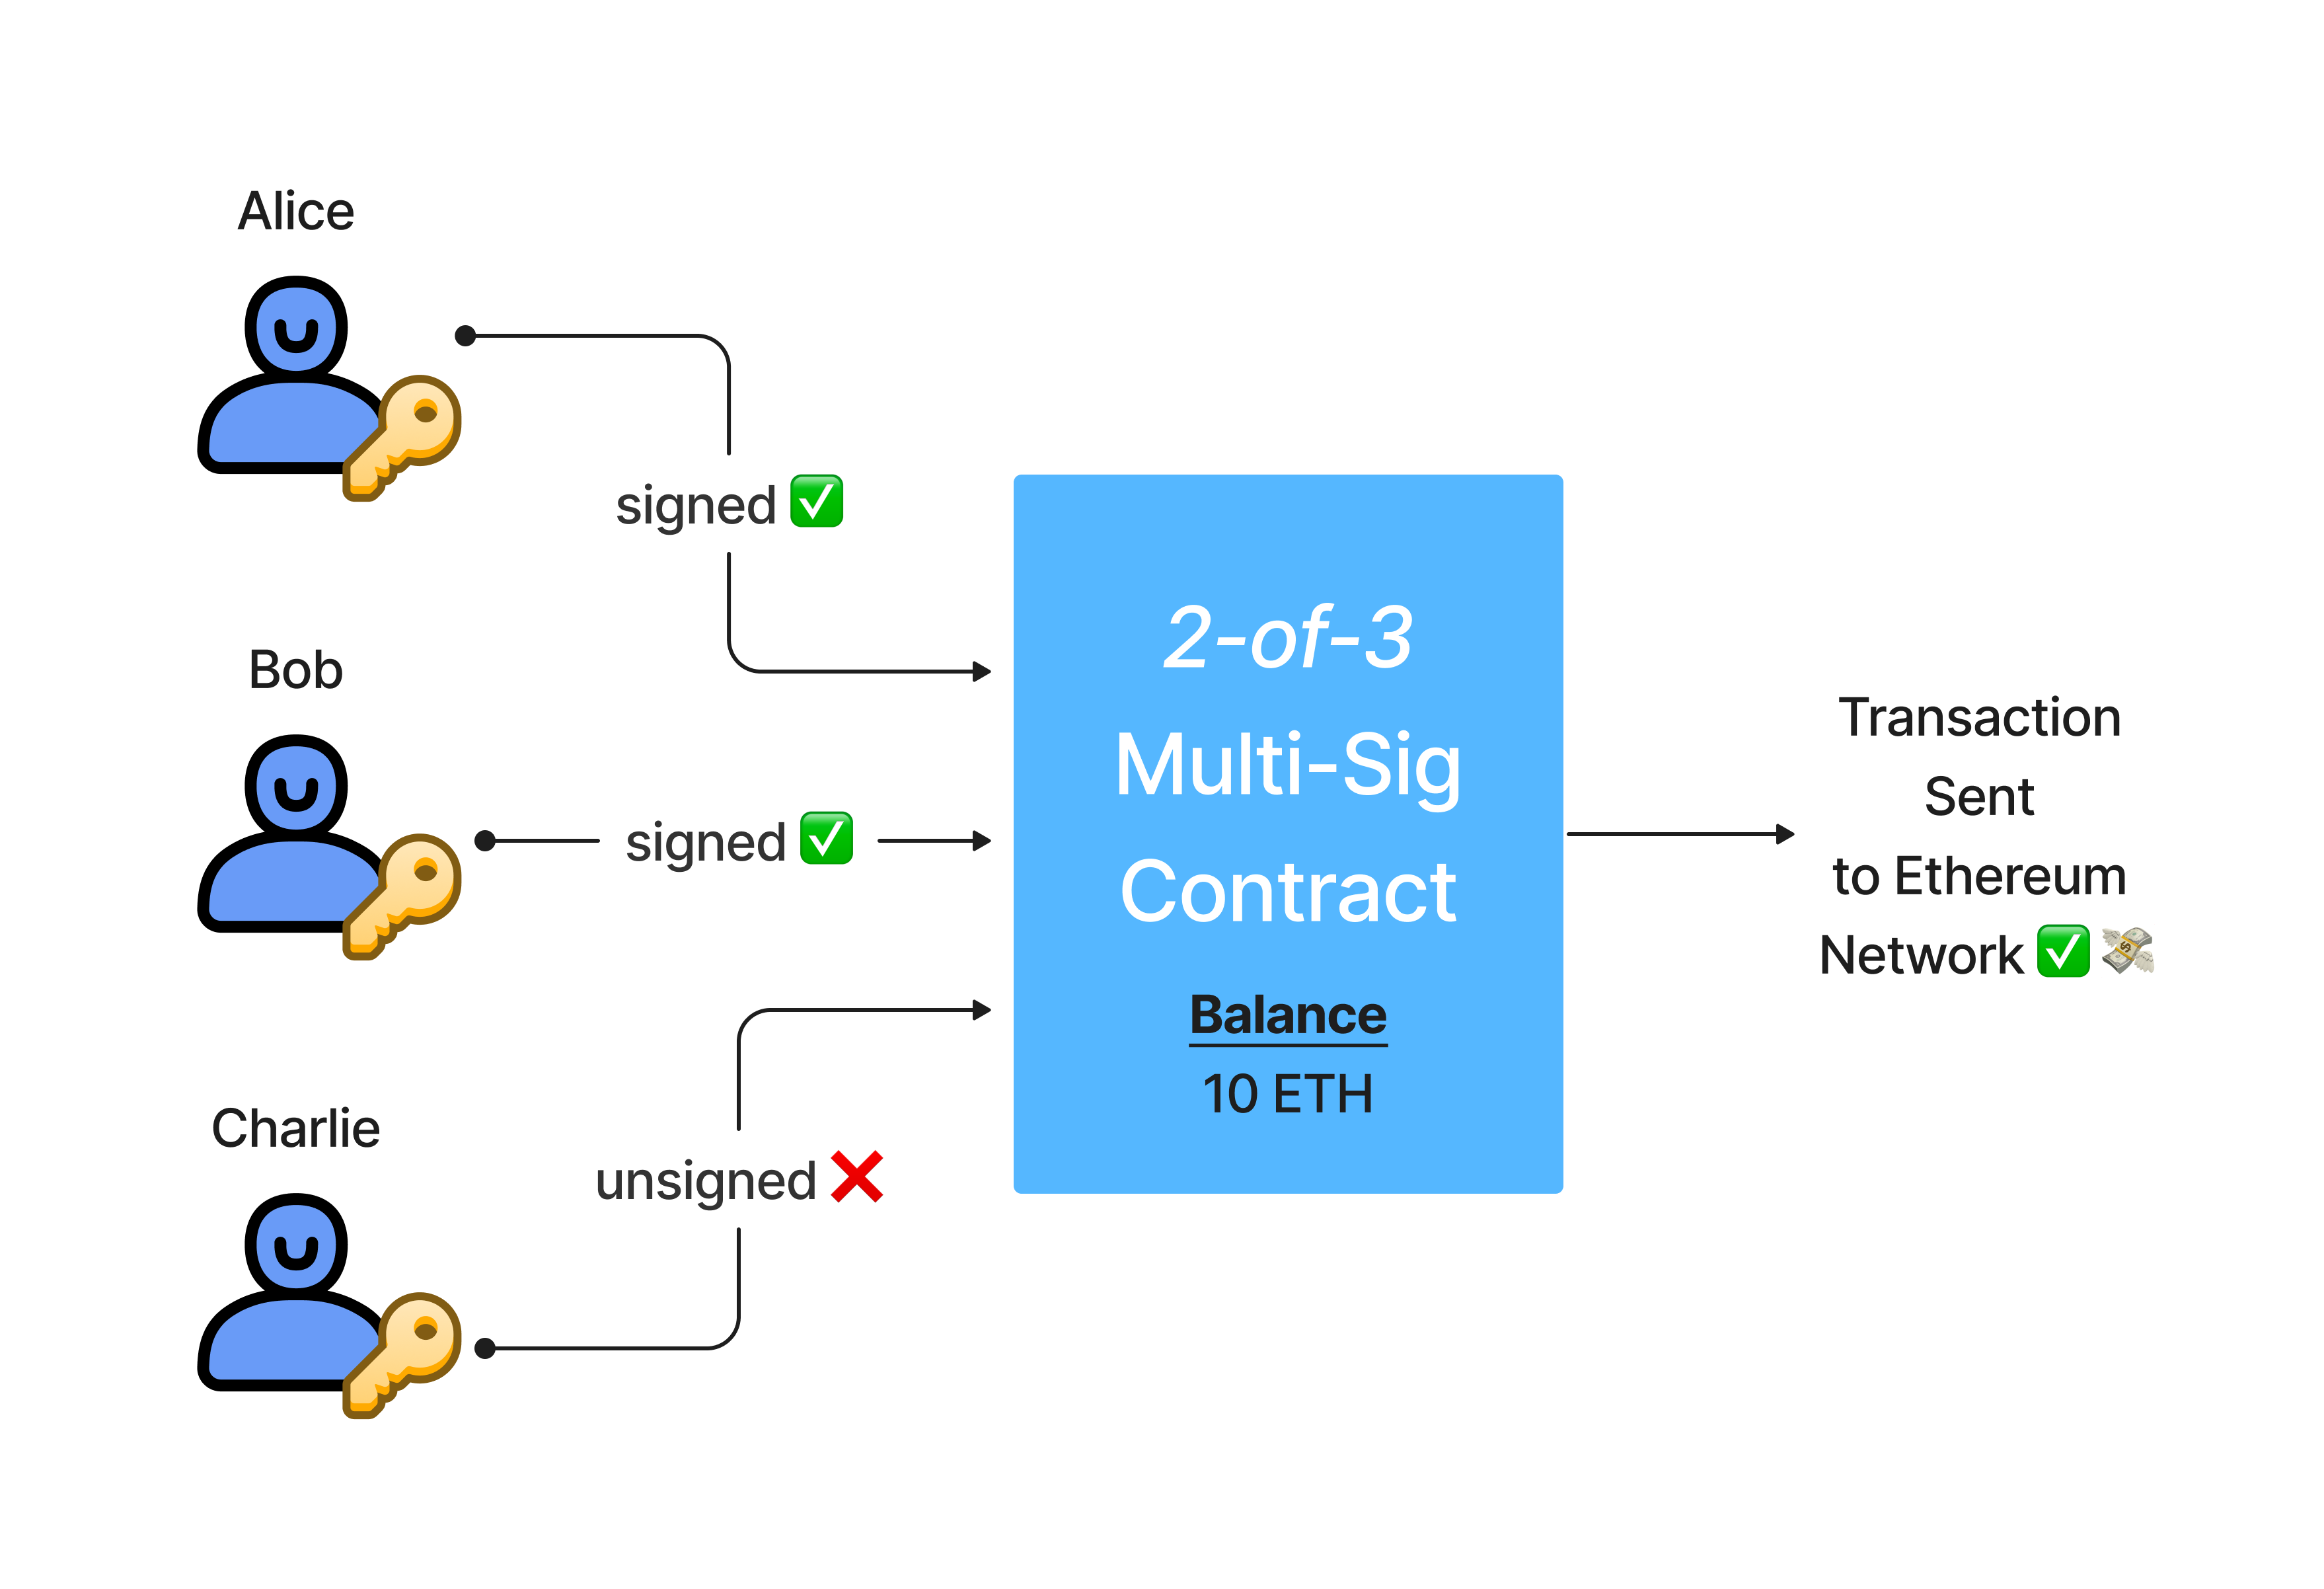 Alice
signed ✅
Bob
signed ✅
Charlie
unsigned ❌
2-of-3
Multi-Sig
Contract
Balance
10 ETH
Transaction
Sent
to Ethereum
Network ✅ 💸